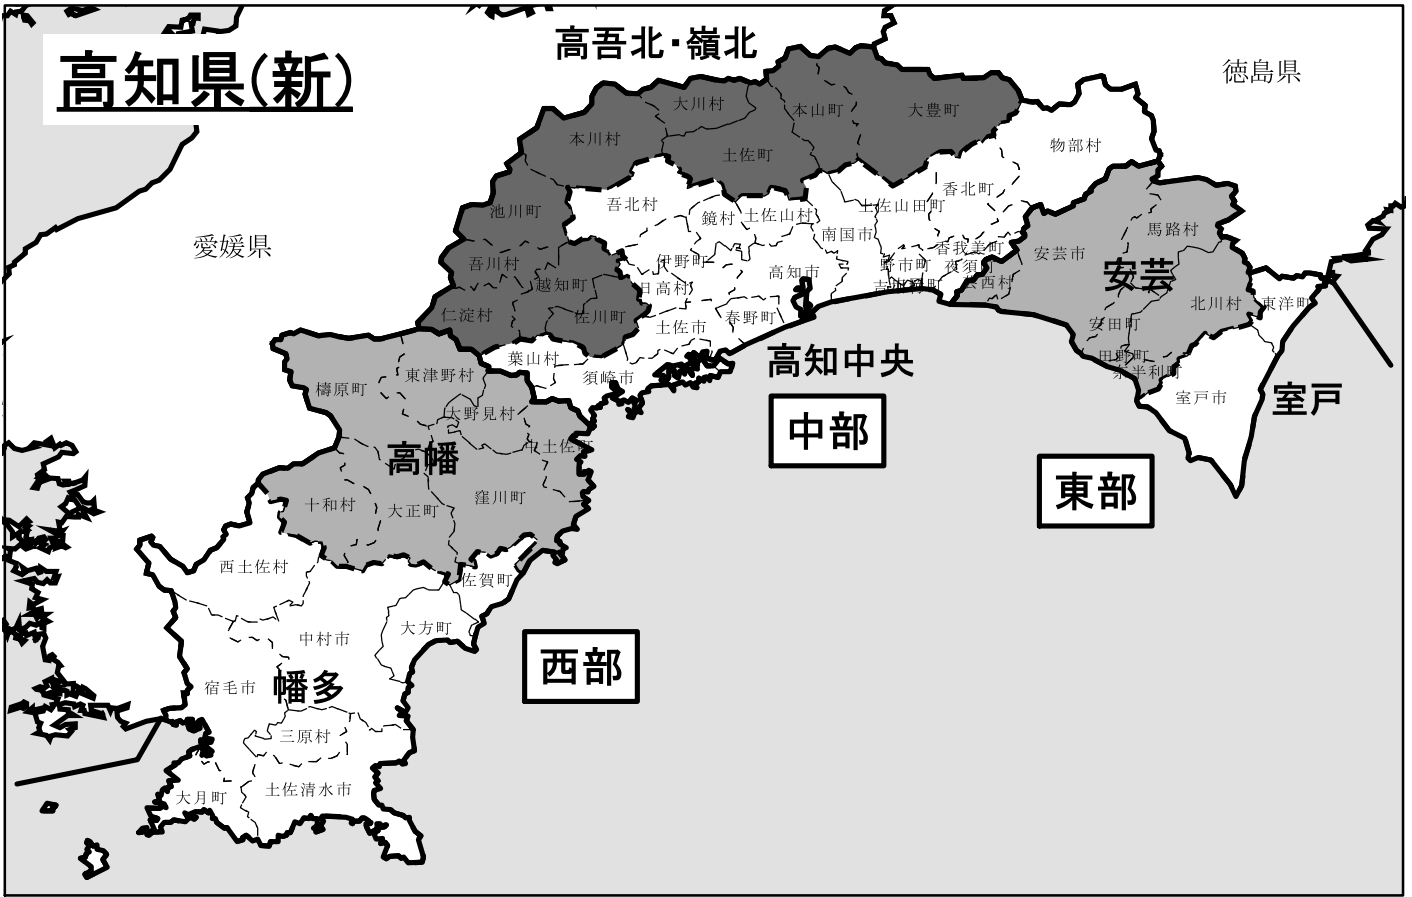 高知県(新)
高吾北・嶺北
徳島県
愛媛県
大川村
本山町
大豊町
本川村
土佐町
物部村
池川町
吾北村
鏡村
土佐山村
土佐山田町
香北町
南国市
馬路村
吾川村
越知町
伊野町
高知市
野市町
香我美町
夜須町
安芸市
安芸
日高村
芸西村
仁淀村
佐川町
土佐市
春野町
北川村
東洋町
安田町
葉山村
須崎市
高知中央
田野町
奈半利町
檮原町
東津野村
室戸市
室戸
大野見村
中部
高幡
中土佐町
東部
十和村
大正町
窪川町
西土佐村
佐賀町
中村市
大方町
西部
宿毛市
幡多
三原村
大月町
土佐清水市